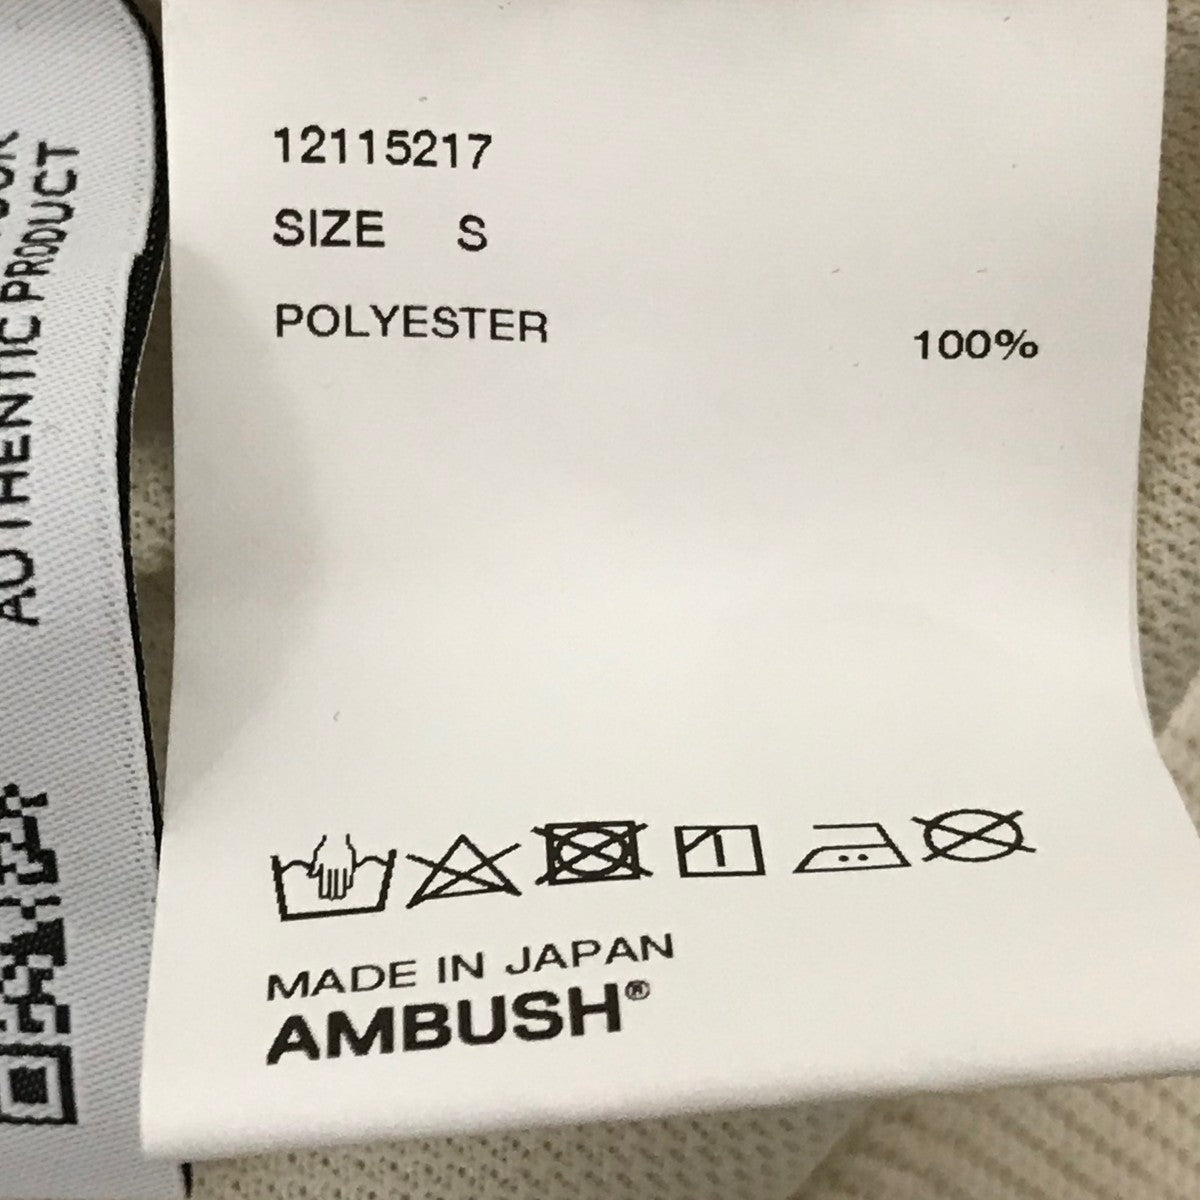 12115217
SIZE S
POLYESTER 100%
MADE IN JAPAN
AMBUSH®
AUTHENTIC PRODUCT